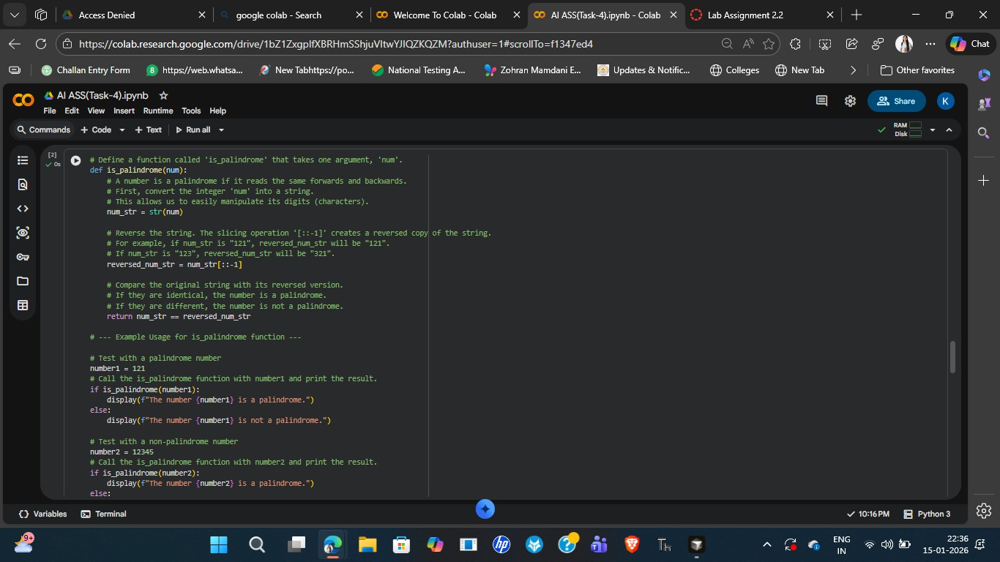 Access Denied
google colab - Search
Welcome To Colab - Colab
AI ASS(Task-4).ipynb - Colab
Lab Assignment 2.2
https://colab.research.google.com/drive/1bZ1ZxgplfXBRHmSShjuVltwYJIQZKQZM?authuser=1#scrollTo=f1347ed4
Chat
Challan Entry Form
8 https://web.whatsa...
New Tabhttps://po...
National Testing A...
Zohran Mamdani E...
Updates & Notific...
Colleges
New Tab
Other favorites
AI ASS(Task-4).ipynb
File Edit View Insert Runtime Tools Help
Share
K
Commands + Code + Text Run all
RAM
Disk
[2]
0s
# Define a function called 'is_palindrome' that takes one argument, 'num'.
def is_palindrome(num):
# A number is a palindrome if it reads the same forwards and backwards.
# First, convert the integer 'num' into a string.
# This allows us to easily manipulate its digits (characters).
num_str = str(num)
# Reverse the string. The slicing operation '[::-1]' creates a reversed copy of the string.
# For example, if num_str is "121", reversed_num_str will be "121".
# If num_str is "123", reversed_num_str will be "321".
reversed_num_str = num_str[::-1]
# Compare the original string with its reversed version.
# If they are identical, the number is a palindrome.
# If they are different, the number is not a palindrome.
return num_str == reversed_num_str
# --- Example Usage for is_palindrome function ---
# Test with a palindrome number
number1 = 121
# Call the is_palindrome function with number1 and print the result.
if is_palindrome(number1):
display(f"The number {number1} is a palindrome.")
else:
display(f"The number {number1} is not a palindrome.")
# Test with a non-palindrome number
number2 = 12345
# Call the is_palindrome function with number2 and print the result.
if is_palindrome(number2):
display(f"The number {number2} is a palindrome.")
else:
Variables
Terminal
10:16 PM
Python 3
9+
hp
Th
ENG
IN
22:36
15-01-2026